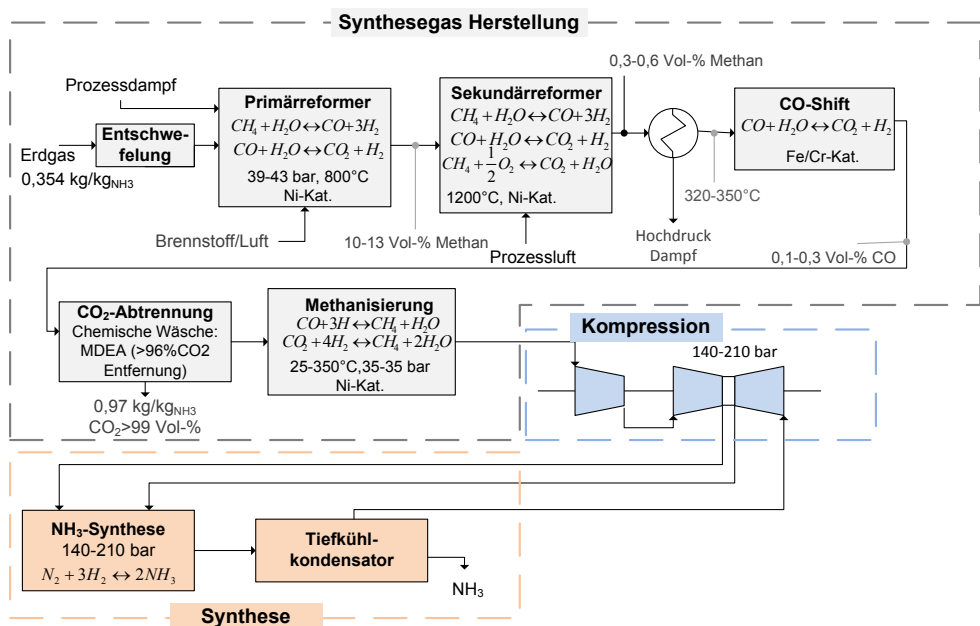 Synthesegas Herstellung
Prozessdampf
Entschwe-
felung
Erdgas
0,354 kg/kg_NH3
Primärreformer
CH₄ + H₂O ↔ CO + 3H₂
CO + H₂O ↔ CO₂ + H₂
39-43 bar, 800°C
Ni-Kat.
Brennstoff/Luft
10-13 Vol-% Methan
Sekundärreformer
CH₄ + H₂O ↔ CO + 3H₂
CO + H₂O ↔ CO₂ + H₂
CH₄ + 1/2 O₂ ↔ CO₂ + H₂O
1200°C, Ni-Kat.
Prozessluft
0,3-0,6 Vol-% Methan
Hochdruck
Dampf
320-350°C
CO-Shift
CO + H₂O ↔ CO₂ + H₂
Fe/Cr-Kat.
0,1-0,3 Vol-% CO
CO₂-Abtrennung
Chemische Wäsche:
MDEA (>96%CO2
Entfernung)
0,97 kg/kg_NH3
CO₂>99 Vol-%
Methanisierung
CO + 3H ↔ CH₄ + H₂O
CO₂ + 4H₂ ↔ CH₄ + 2H₂O
25-350°C,35-35 bar
Ni-Kat.
Kompression
140-210 bar
NH₃-Synthese
140-210 bar
N₂ + 3H₂ ↔ 2NH₃
Tiefkühl-
kondensator
NH₃
Synthese